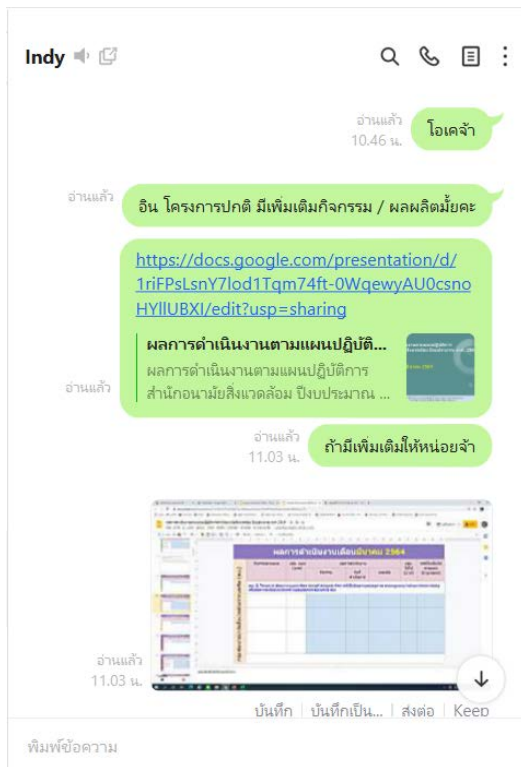 Indy
อ่านแล้ว
10.46 น.
โอเคจ้า
อ่านแล้ว
อิน โครงการปกติ มีเพิ่มเติมกิจกรรม / ผลผลิตมั้ยคะ
https://docs.google.com/presentation/d/
1riFPsLsnY7lod1Tqm74ft-0WqewyAU0csno
HYllUBXI/edit?usp=sharing
ผลการดำเนินงานตามแผนปฏิบัติ...
ผลการดำเนินงานตามแผนปฏิบัติการ
สำนักอนามัยสิ่งแวดล้อม ปีงบประมาณ ...
อ่านแล้ว
อ่านแล้ว
11.03 น.
ถ้ามีเพิ่มเติมให้หน่อยจ้า
ผลการดำเนินงานเดือนมีนาคม 2564
อ่านแล้ว
11.03 น.
บันทึก | บันทึกเป็น... | ส่งต่อ | Keep
พิมพ์ข้อความ